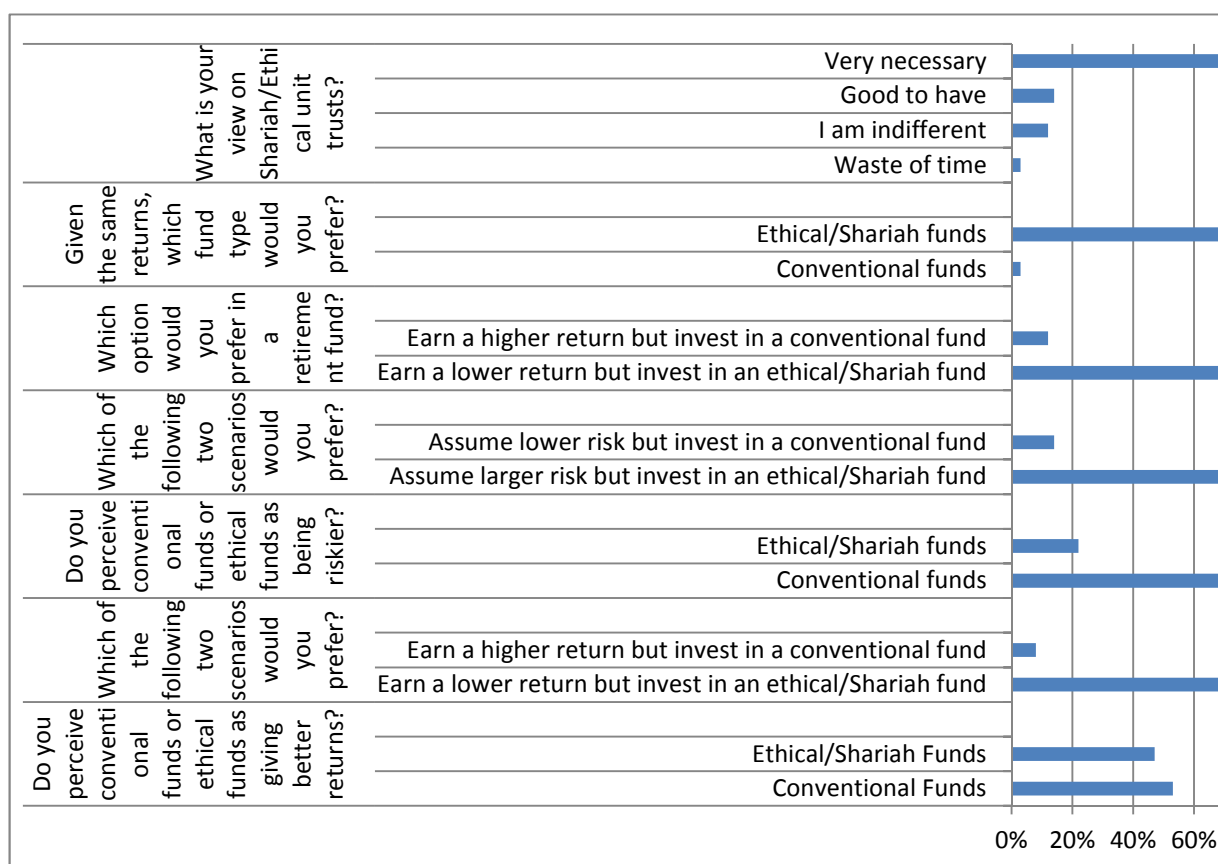 What is your
view on
Shariah/Ethi
cal unit
trusts?
Very necessary
Good to have
I am indifferent
Waste of time
Given
the same
returns,
which
fund
type
would
you
prefer?
Ethical/Shariah funds
Conventional funds
Which
option
would
you
prefer in
a
retireme
nt fund?
Earn a higher return but invest in a conventional fund
Earn a lower return but invest in an ethical/Shariah fund
Which of
the
following
two
scenarios
would
you
prefer?
Assume lower risk but invest in a conventional fund
Assume larger risk but invest in an ethical/Shariah fund
Do you
perceive
conventi
onal
funds or
ethical
funds as
being
riskier?
Ethical/Shariah funds
Conventional funds
Which of
the
following
two
scenarios
would
you
prefer?
Earn a higher return but invest in a conventional fund
Earn a lower return but invest in an ethical/Shariah fund
Do you
perceive
conventi
onal
funds or
ethical
funds as
giving
better
returns?
Ethical/Shariah Funds
Conventional Funds
0% 20% 40% 60%